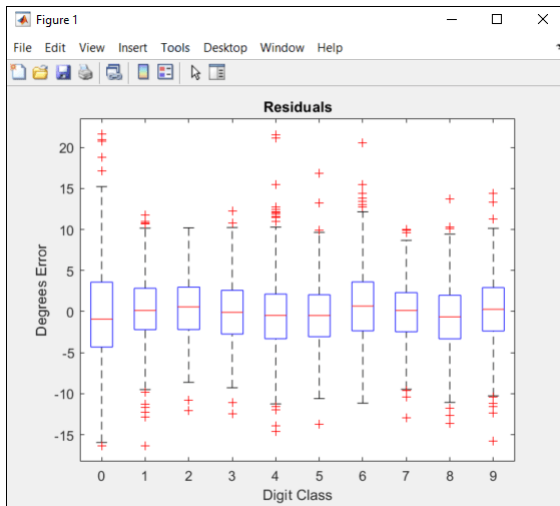 Figure 1
File Edit View Insert Tools Desktop Window Help
Residuals
20
15
10
5
0
-5
-10
-15
Degrees Error
0 1 2 3 4 5 6 7 8 9
Digit Class